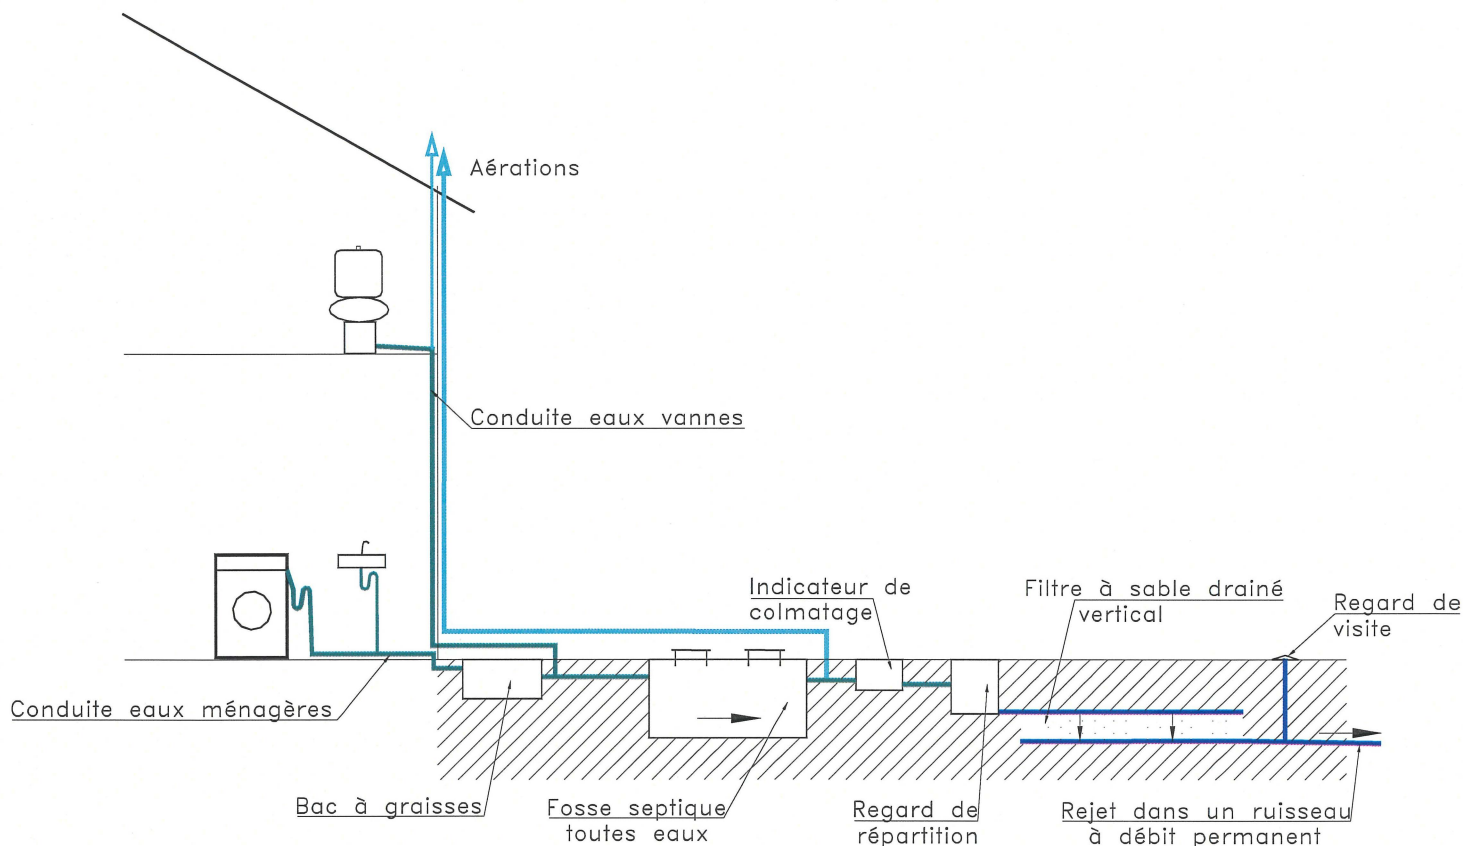 Aérations
Conduite eaux vannes
Indicateur de
colmatage
Filtre à sable drainé
vertical
Regard de
visite
Conduite eaux ménagères
Bac à graisses
Fosse septique
toutes eaux
Regard de
répartition
Rejet dans un ruisseau
à débit permanent